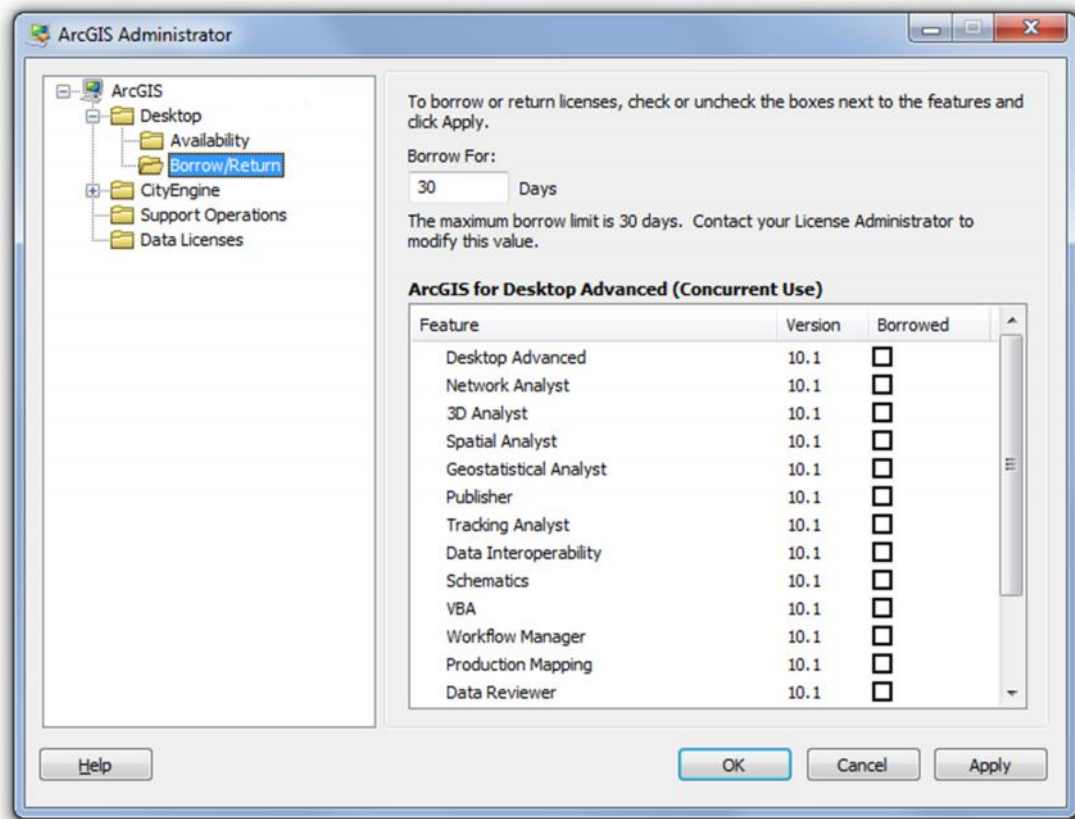 ArcGIS Administrator
ArcGIS
Desktop
Availability
Borrow/Return
CityEngine
Support Operations
Data Licenses
To borrow or return licenses, check or uncheck the boxes next to the features and
click Apply.
Borrow For:
30 Days
The maximum borrow limit is 30 days. Contact your License Administrator to
modify this value.
ArcGIS for Desktop Advanced (Concurrent Use)
Feature Version Borrowed
Desktop Advanced 10.1
Network Analyst 10.1
3D Analyst 10.1
Spatial Analyst 10.1
Geostatistical Analyst 10.1
Publisher 10.1
Tracking Analyst 10.1
Data Interoperability 10.1
Schematics 10.1
VBA 10.1
Workflow Manager 10.1
Production Mapping 10.1
Data Reviewer 10.1
Help OK Cancel Apply